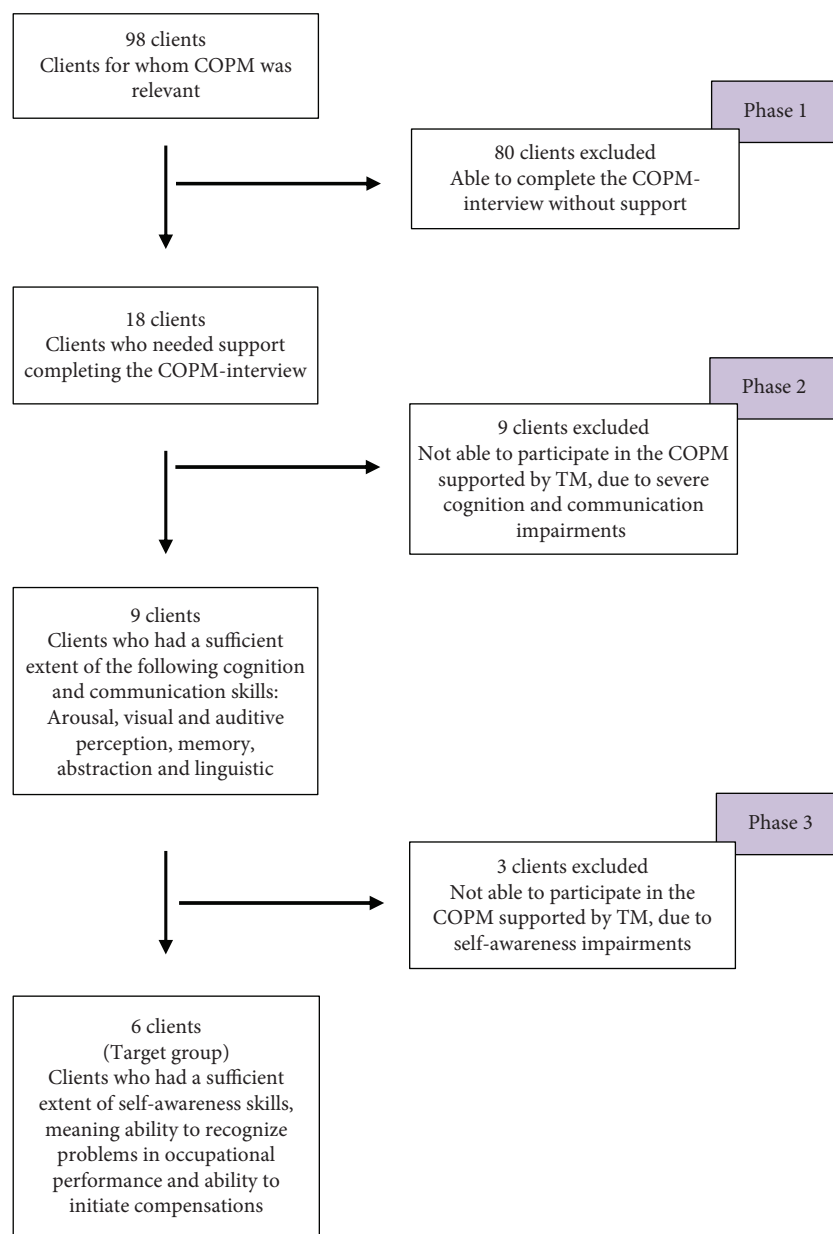 98 clients
Clients for whom COPM was
relevant
Phase 1
80 clients excluded
Able to complete the COPM-
interview without support
18 clients
Clients who needed support
completing the COPM-interview
Phase 2
9 clients excluded
Not able to participate in the COPM
supported by TM, due to severe
cognition and communication
impairments
9 clients
Clients who had a sufficient
extent of the following cognition
and communication skills:
Arousal, visual and auditive
perception, memory,
abstraction and linguistic
Phase 3
3 clients excluded
Not able to participate in the
COPM supported by TM, due to
self-awareness impairments
6 clients
(Target group)
Clients who had a sufficient
extent of self-awareness skills,
meaning ability to recognize
problems in occupational
performance and ability to
initiate compensations